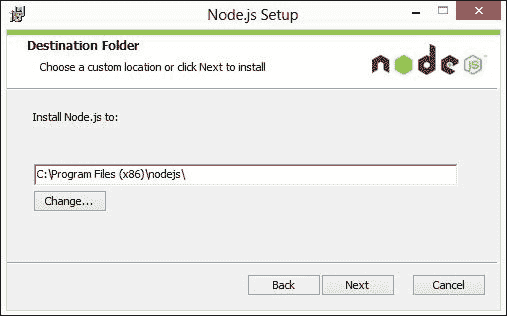 Node.js Setup
Destination Folder
Choose a custom location or click Next to install
node
JS
Install Node.js to:
C:\Program Files (x86)\nodejs\
Change...
Back Next Cancel